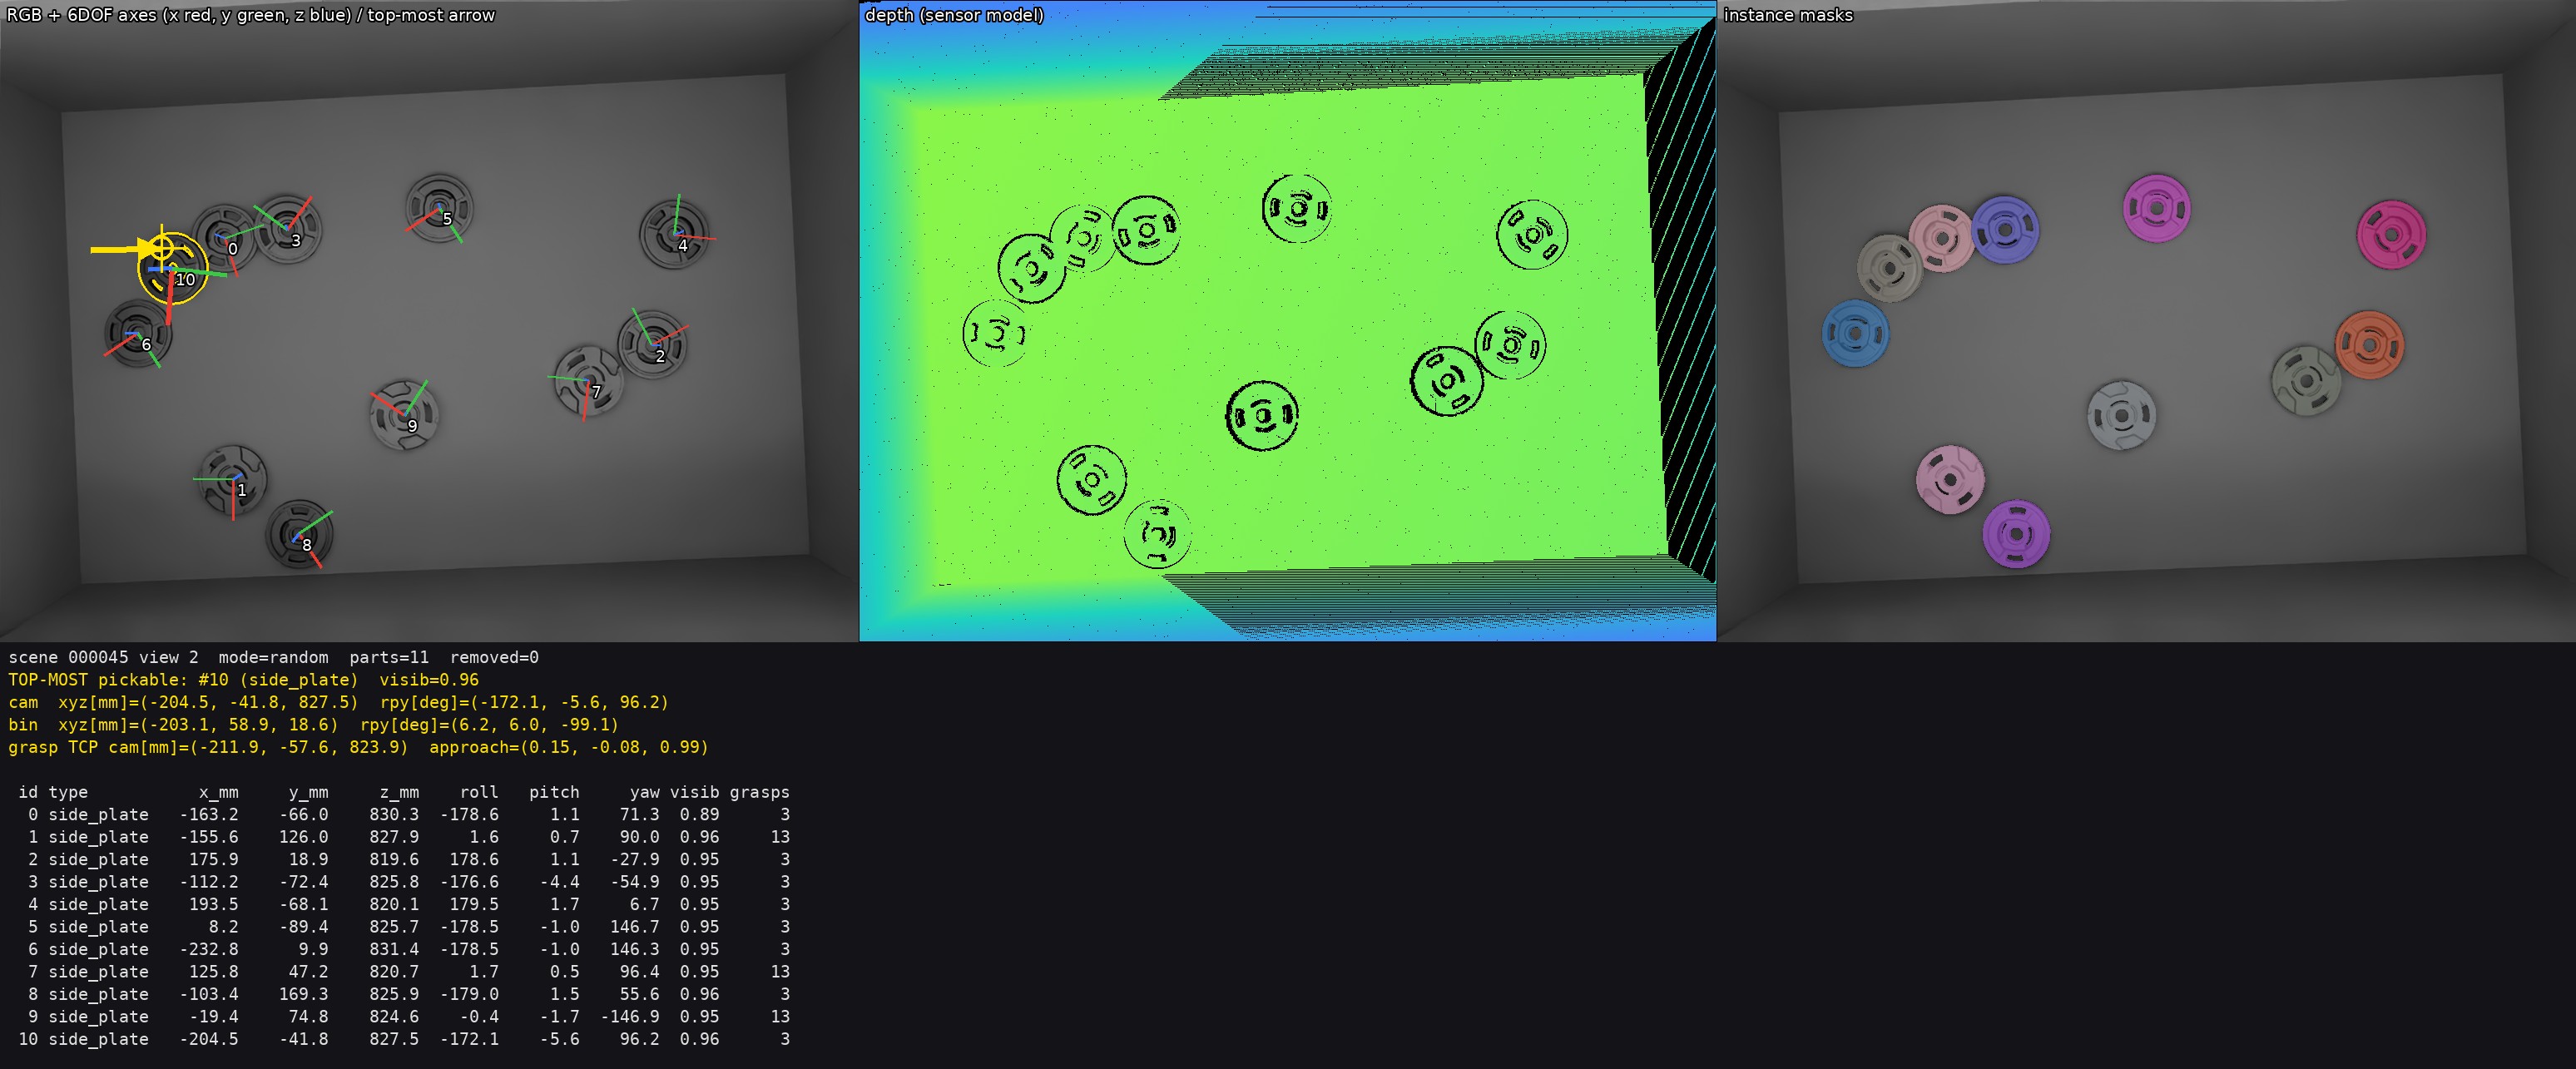 RGB + 6DOF axes (x red, y green, z blue) / top-most arrow
depth (sensor model)
instance masks
5
0
3
4
10
6
2
7
9
1
8
scene 000045 view 2  mode=random  parts=11  removed=0
TOP-MOST pickable: #10 (side_plate)  visib=0.96
cam  xyz[mm]=(-204.5, -41.8, 827.5)  rpy[deg]=(-172.1, -5.6, 96.2)
bin  xyz[mm]=(-203.1, 58.9, 18.6)  rpy[deg]=(6.2, 6.0, -99.1)
grasp TCP cam[mm]=(-211.9, -57.6, 823.9)  approach=(0.15, -0.08, 0.99)
id type x_mm y_mm z_mm roll pitch yaw visib grasps
0 side_plate -163.2 -66.0 830.3 -178.6 1.1 71.3 0.89 3
1 side_plate -155.6 126.0 827.9 1.6 0.7 90.0 0.96 13
2 side_plate 175.9 18.9 819.6 178.6 1.1 -27.9 0.95 3
3 side_plate -112.2 -72.4 825.8 -176.6 -4.4 -54.9 0.95 3
4 side_plate 193.5 -68.1 820.1 179.5 1.7 6.7 0.95 3
5 side_plate 8.2 -89.4 825.7 -178.5 -1.0 146.7 0.95 3
6 side_plate -232.8 9.9 831.4 -178.5 -1.0 146.3 0.95 3
7 side_plate 125.8 47.2 820.7 1.7 0.5 96.4 0.95 13
8 side_plate -103.4 169.3 825.9 -179.0 1.5 55.6 0.96 3
9 side_plate -19.4 74.8 824.6 -0.4 -1.7 -146.9 0.95 13
10 side_plate -204.5 -41.8 827.5 -172.1 -5.6 96.2 0.96 3